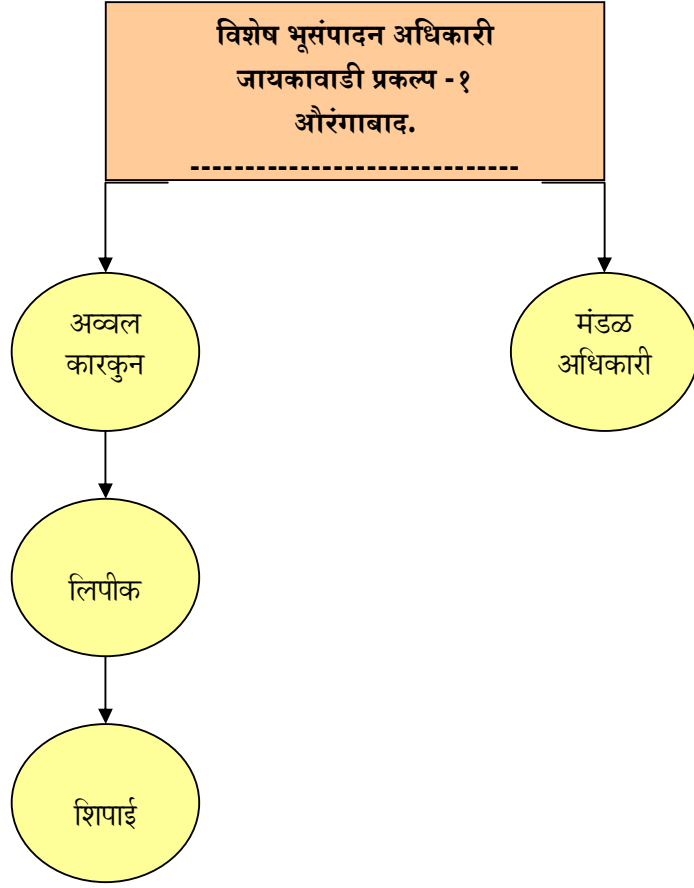 विशेष भूसंपादन अधिकारी
जायकावाडी प्रकल्प -१
औरंगाबाद.
------------------------------
अव्वल
कारकुन
मंडळ
अधिकारी
लिपीक
शिपाई